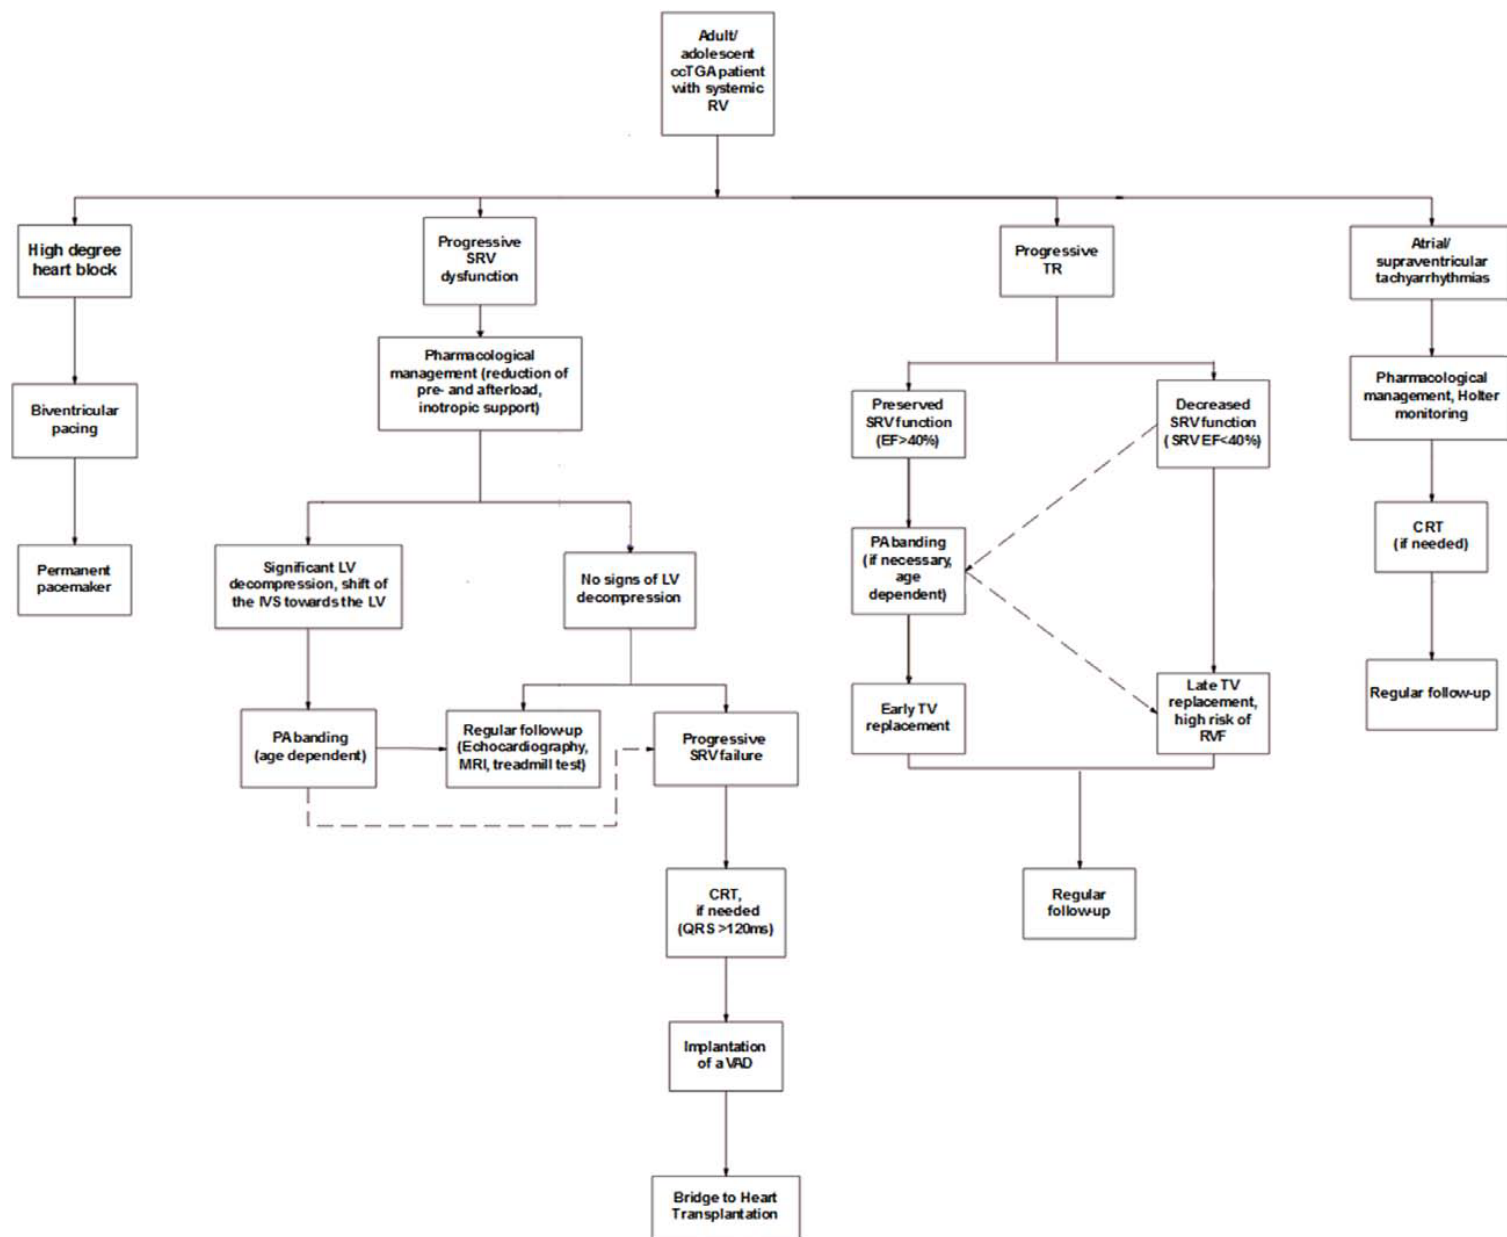 Adult/
adolescent
ccTGA patient
with systemic
RV
High degree
heart block
Biventricular
pacing
Permanent
pacemaker
Progressive
SRV
dysfunction
Pharmacological
management (reduction of
pre- and afterload,
inotropic support)
Significant LV
decompression, shift of
the IVS towards the LV
No signs of LV
decompression
PA banding
(age dependent)
Regular follow-up
(Echocardiography,
MRI, treadmill test)
Progressive
SRV failure
CRT,
if needed
(QRS >120ms)
Implantation
of a VAD
Bridge to Heart
Transplantation
Progressive
TR
Preserved
SRV function
(EF>40%)
Decreased
SRV function
( SRV EF<40%)
PA banding
(if necessary,
age
dependent)
Early TV
replacement
Late TV
replacement,
high risk of
RVF
Regular
follow-up
Atrial/
supraventricular
tachyarrhythmias
Pharmacological
management, Holter
monitoring
CRT
(if needed)
Regular follow-up